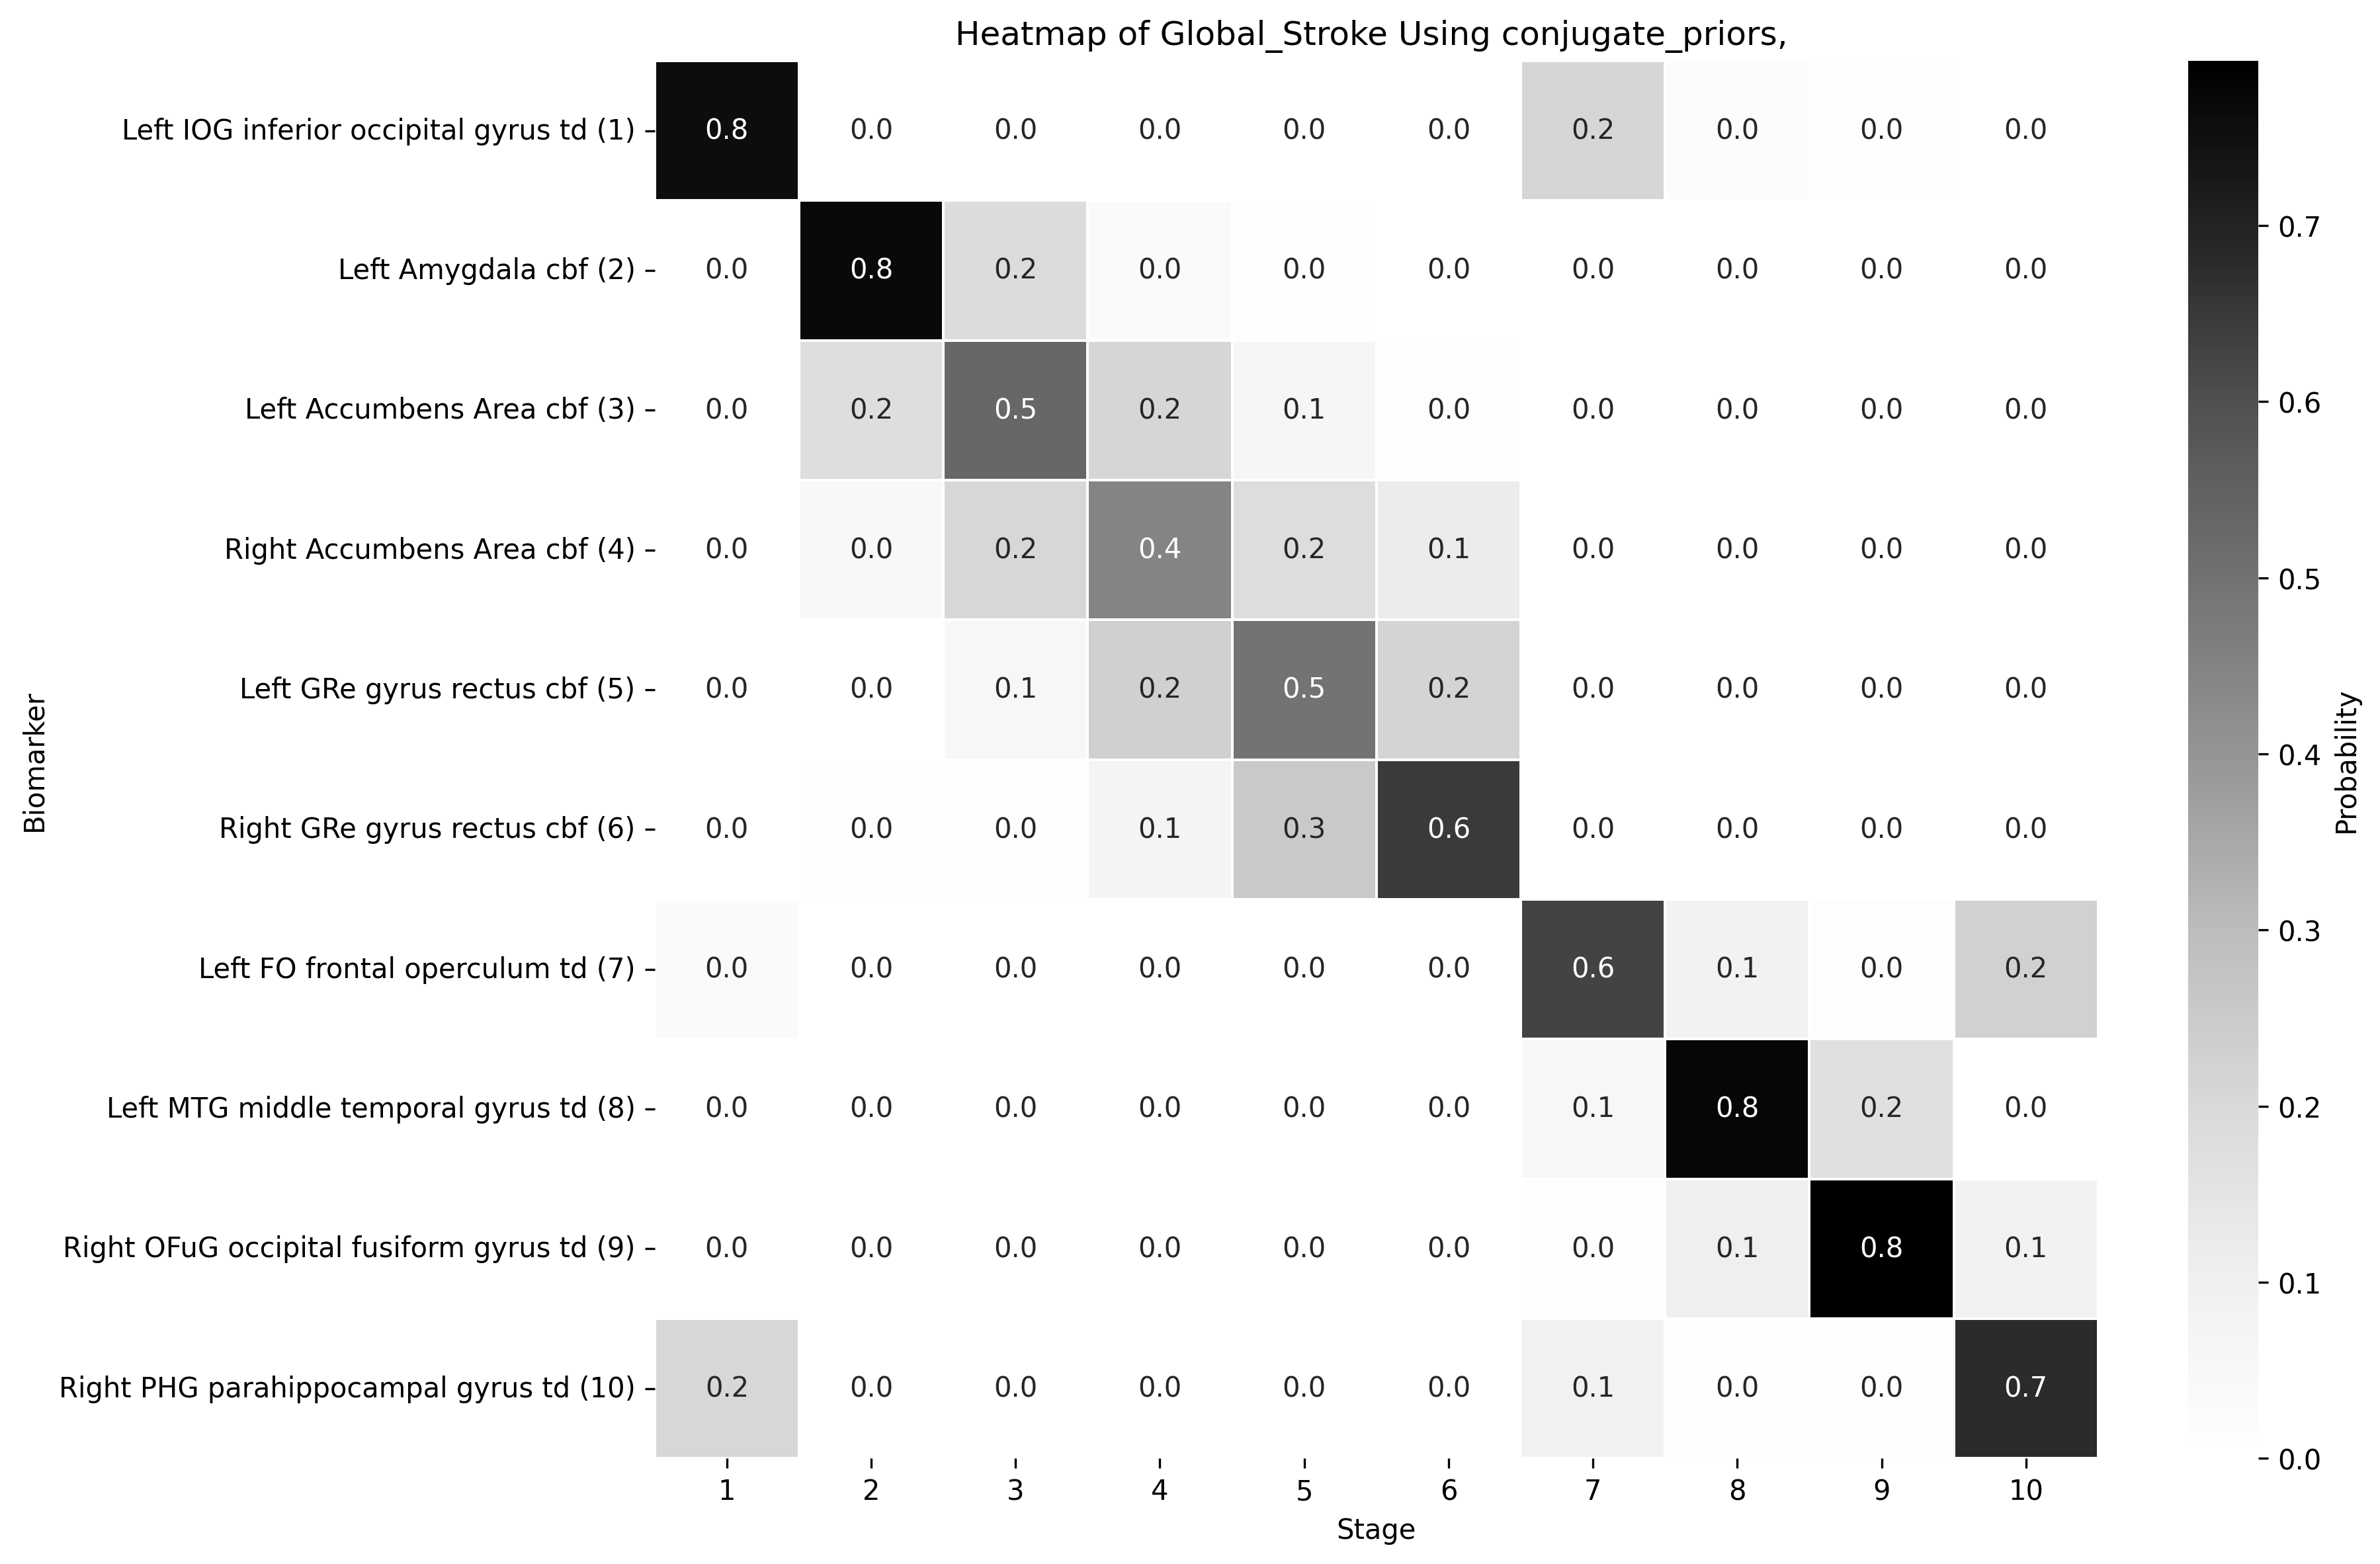 Heatmap of Global_Stroke Using conjugate_priors,
Left IOG inferior occipital gyrus td (1) 0.8 0.0 0.0 0.0 0.0 0.0 0.2 0.0 0.0 0.0
Left Amygdala cbf (2) 0.0 0.8 0.2 0.0 0.0 0.0 0.0 0.0 0.0 0.0
Left Accumbens Area cbf (3) 0.0 0.2 0.5 0.2 0.1 0.0 0.0 0.0 0.0 0.0
Right Accumbens Area cbf (4) 0.0 0.0 0.2 0.4 0.2 0.1 0.0 0.0 0.0 0.0
Left GRe gyrus rectus cbf (5) 0.0 0.0 0.1 0.2 0.5 0.2 0.0 0.0 0.0 0.0
Right GRe gyrus rectus cbf (6) 0.0 0.0 0.0 0.1 0.3 0.6 0.0 0.0 0.0 0.0
Left FO frontal operculum td (7) 0.0 0.0 0.0 0.0 0.0 0.0 0.6 0.1 0.0 0.2
Left MTG middle temporal gyrus td (8) 0.0 0.0 0.0 0.0 0.0 0.0 0.1 0.8 0.2 0.0
Right OFuG occipital fusiform gyrus td (9) 0.0 0.0 0.0 0.0 0.0 0.0 0.0 0.1 0.8 0.1
Right PHG parahippocampal gyrus td (10) 0.2 0.0 0.0 0.0 0.0 0.0 0.1 0.0 0.0 0.7
1 2 3 4 5 6 7 8 9 10
Stage
Biomarker
0.7
0.6
0.5
0.4
0.3
0.2
0.1
0.0
Probability